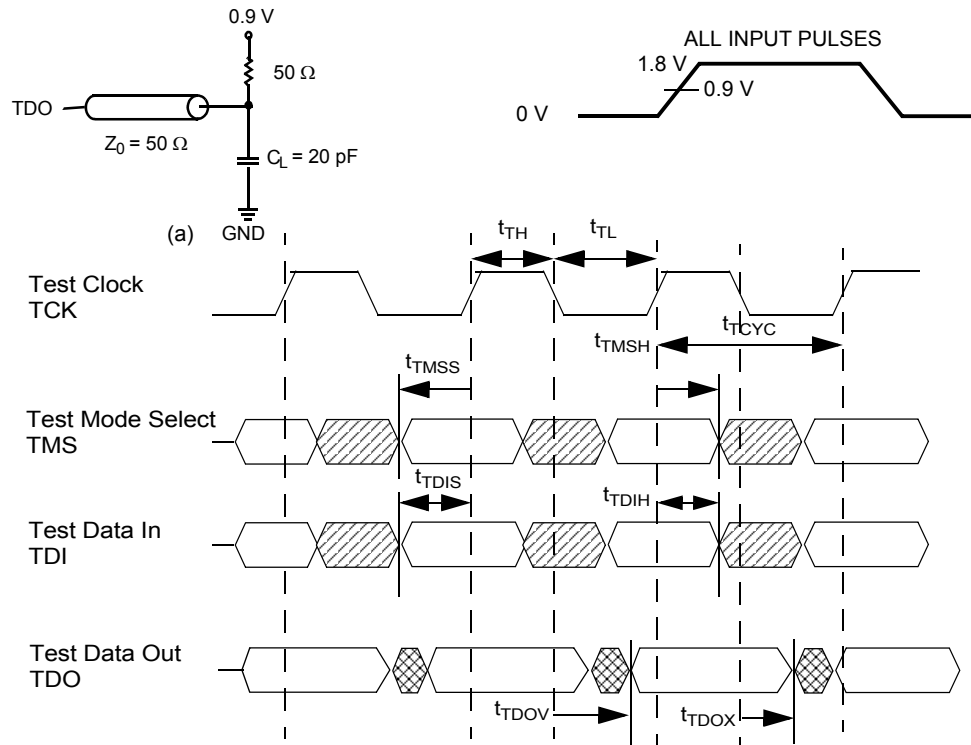 0.9 V
50 Ω
TDO
Z0 = 50 Ω
CL = 20 pF
(a)
GND
ALL INPUT PULSES
1.8 V
0.9 V
0 V
tTH
tTL
Test Clock
TCK
tTCYC
tTMSH
tTMSS
Test Mode Select
TMS
tTDIS
tTDIH
Test Data In
TDI
Test Data Out
TDO
tTDOV
tTDOX